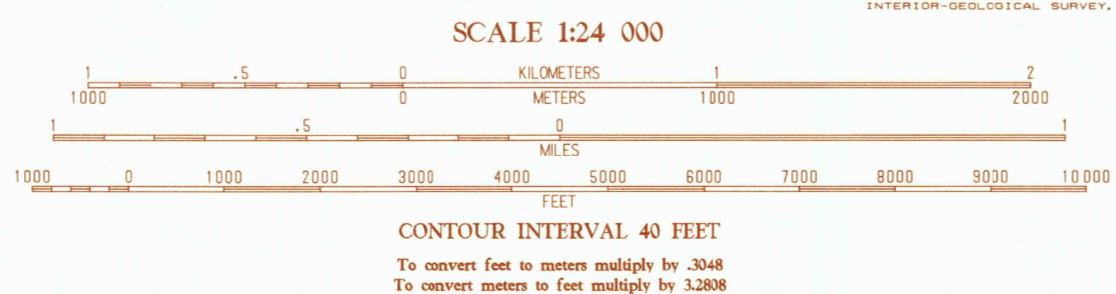 INTERIOR-GEOLOGICAL SURVEY.
SCALE 1:24 000
1 .5 0 KILOMETERS 1 2
1000 0 METERS 1000 2000
1 .5 0 1
MILES
1000 0 1000 2000 3000 4000 5000 6000 7000 8000 9000 10 000
FEET
CONTOUR INTERVAL 40 FEET
To convert feet to meters multiply by .3048
To convert meters to feet multiply by 3.2808